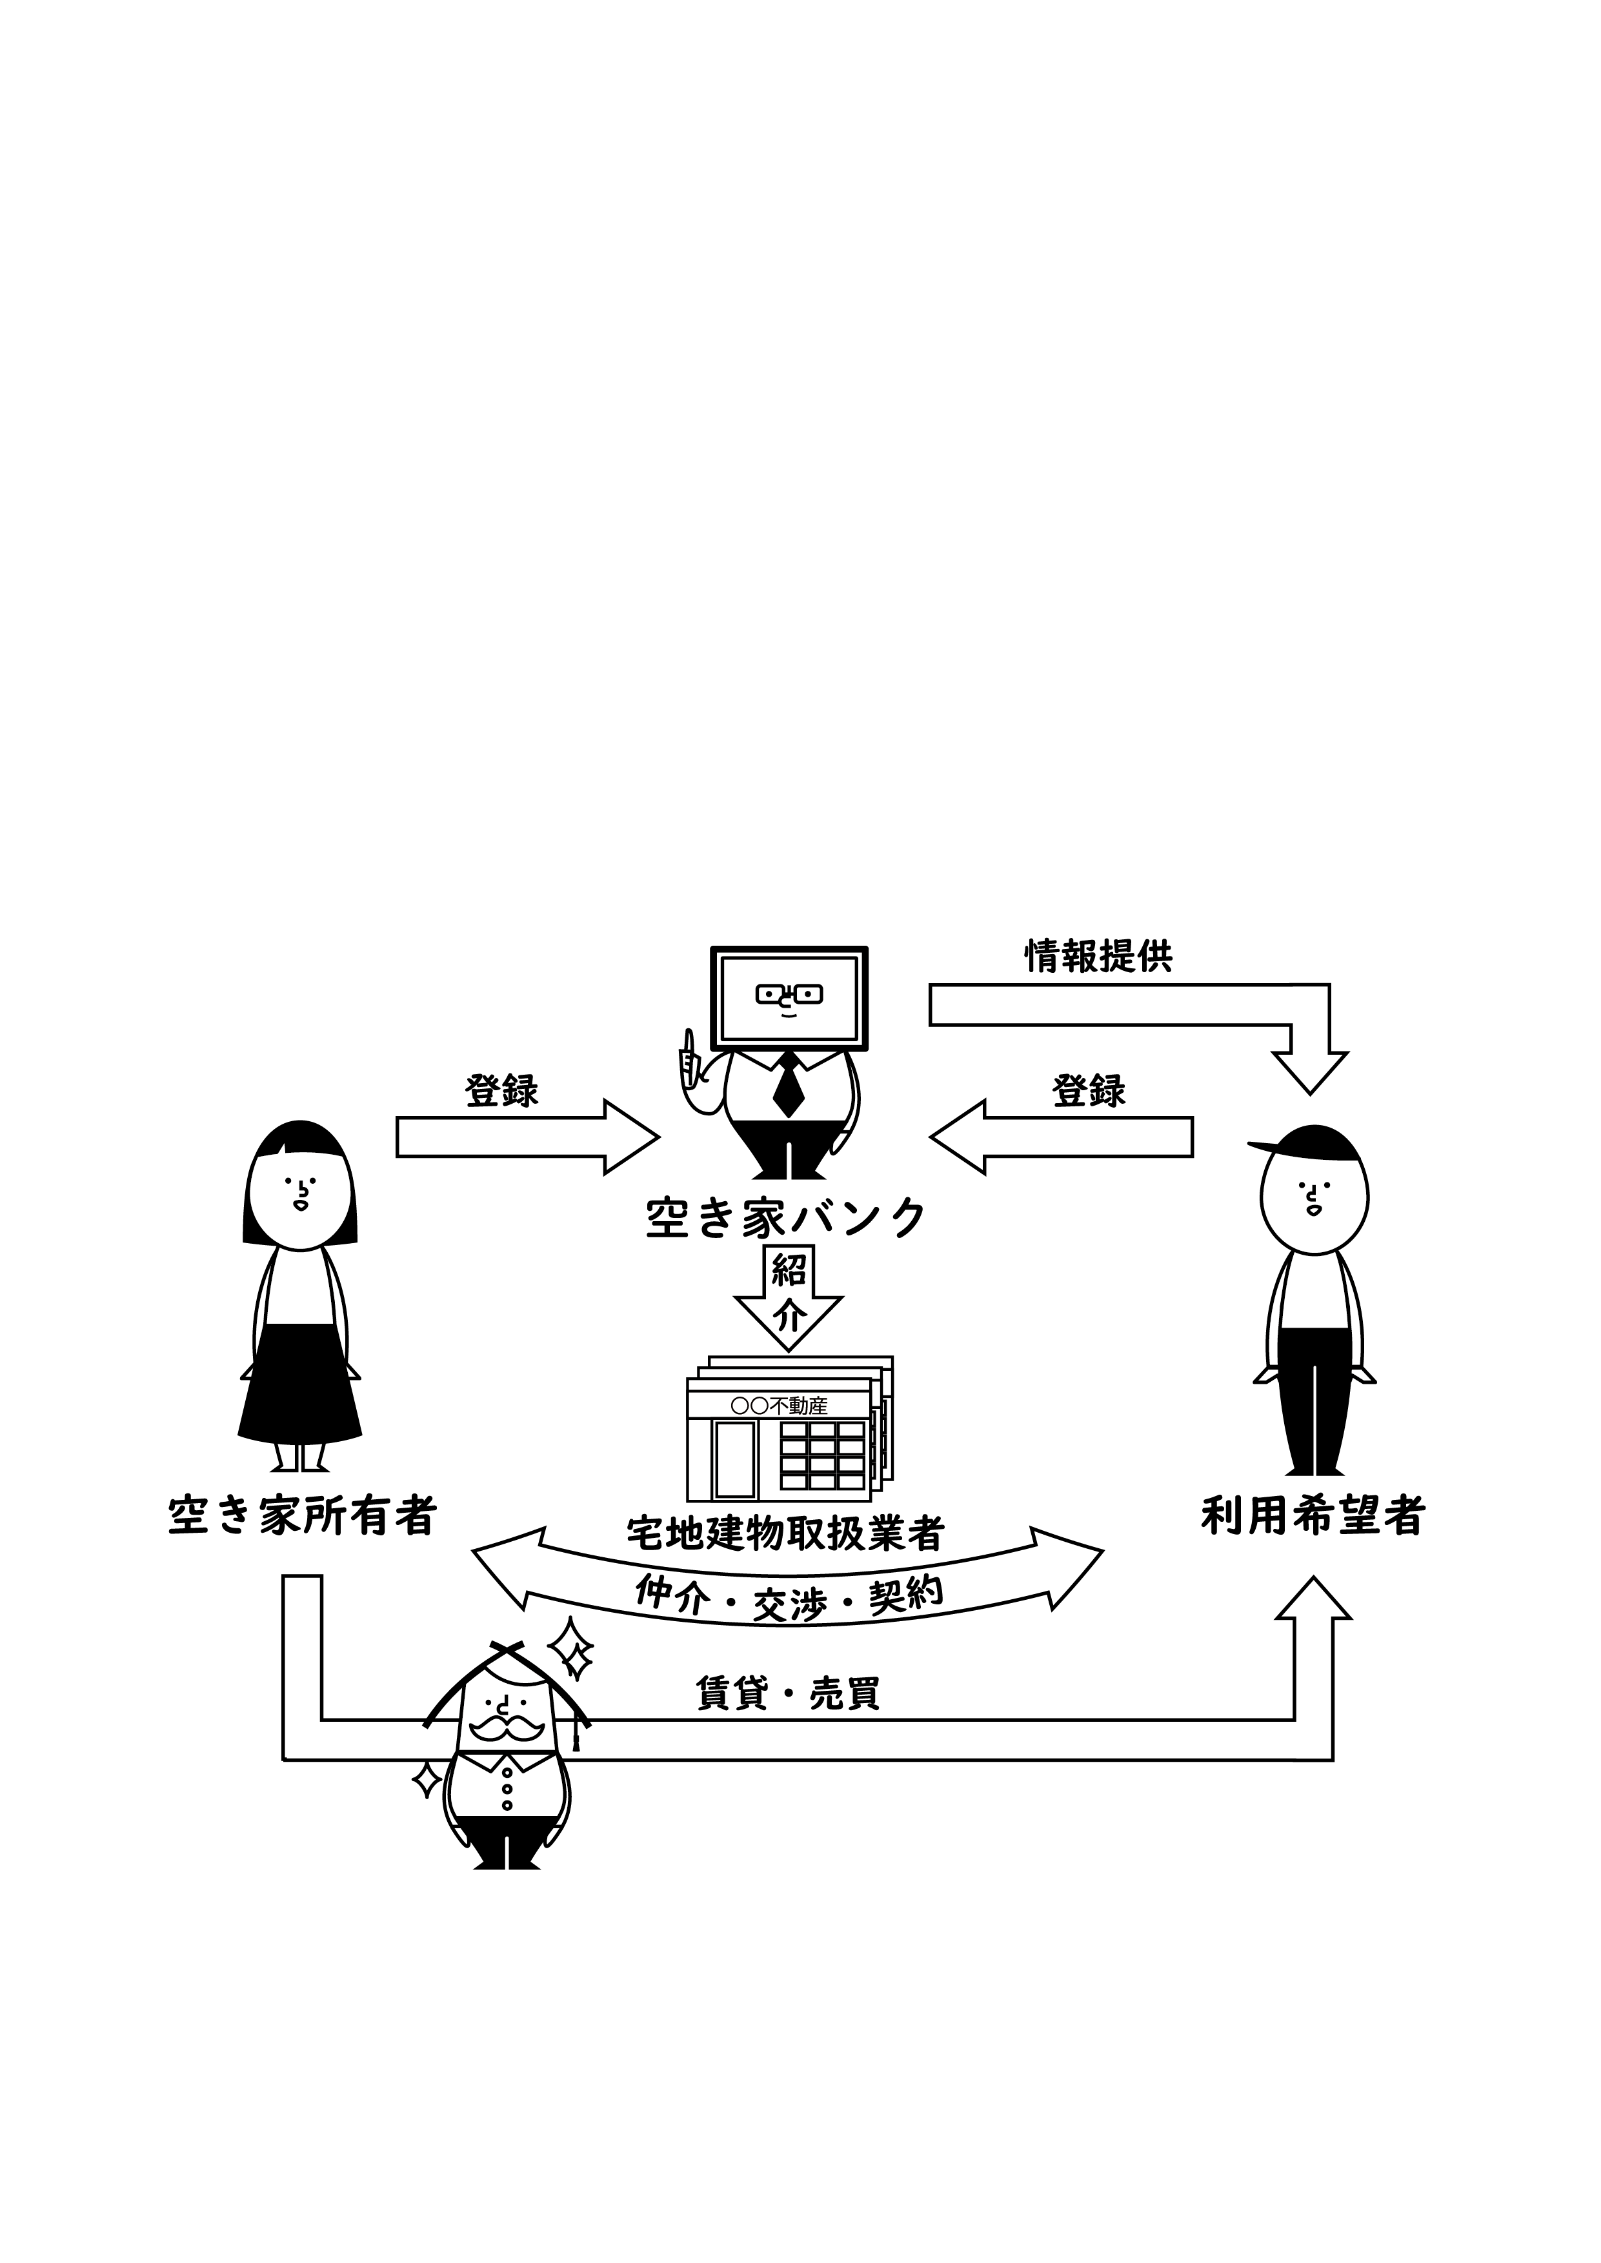 情報提供
登録
登録
空き家バンク
紹
介
〇〇不動産
空き家所有者
利用希望者
宅地建物取扱業者
仲介・交渉・契約
賃貸・売買